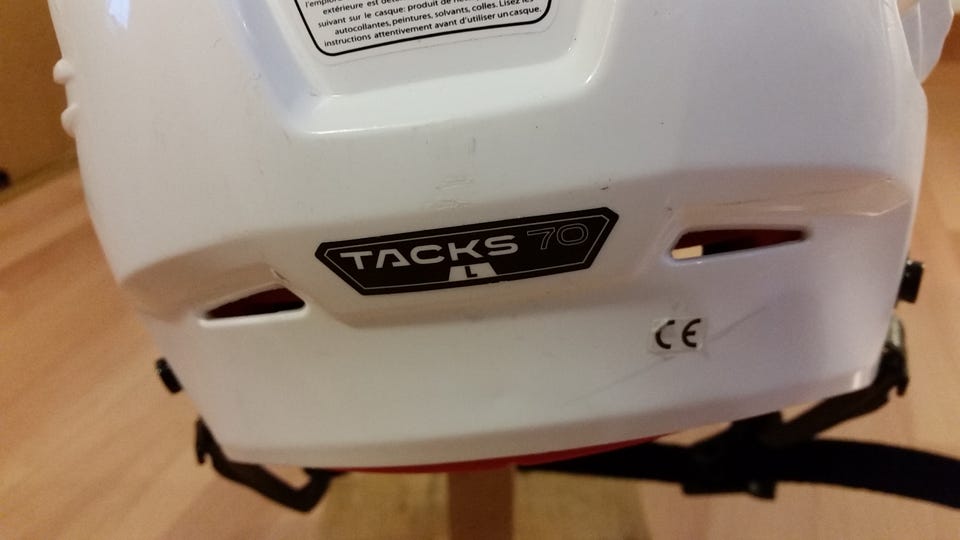 extérieure est
suivant sur le casque: produit de
autocollantes, peintures, solvants, colles. Lisez les
instructions attentivement avant d'utiliser un casque.
TACKS 70
L
CE